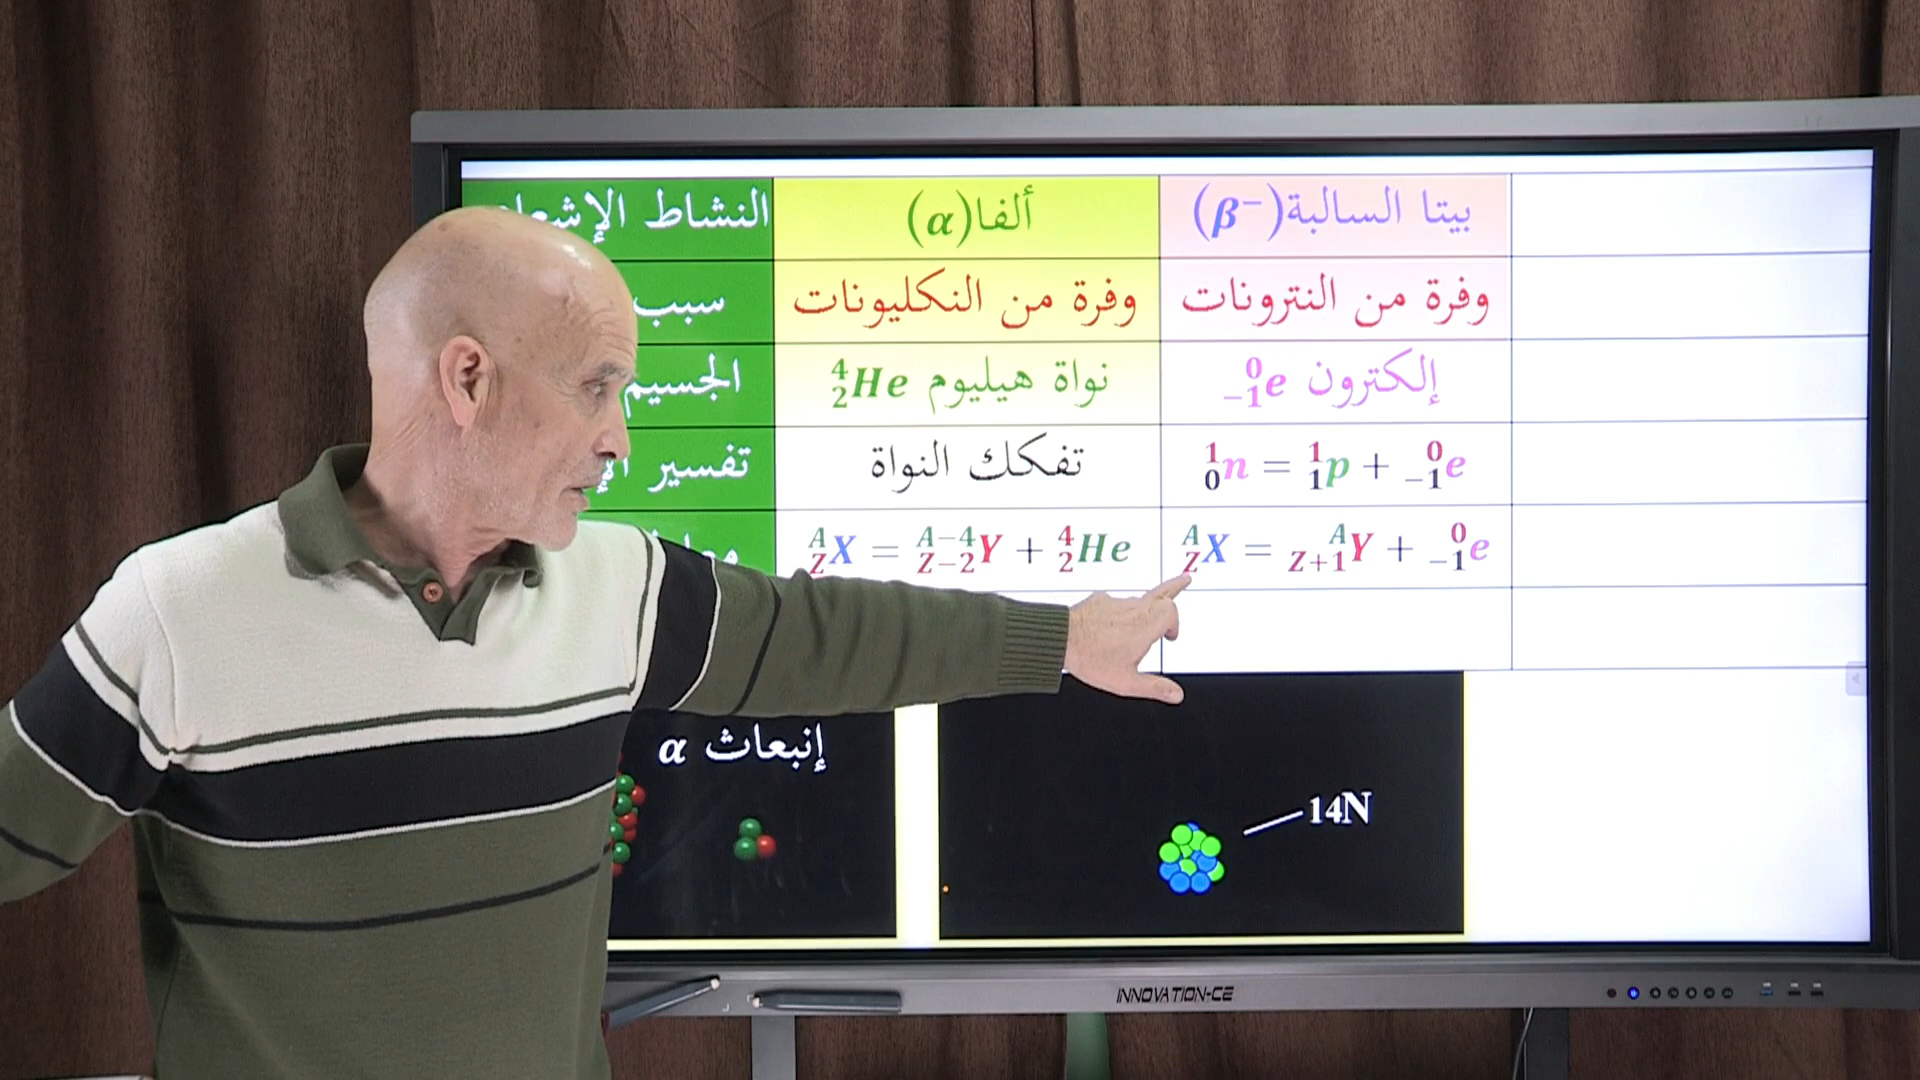 النشاط ألفا(α) بيتا السالبة(β⁻)
سبب وفرة من النكليونات وفرة من النترونات
الجسيم نواة هيليوم ⁴₂He إلكترون ⁰₋₁e
تفسير تفكك النواة ¹₀n = ¹₁p + ⁰₋₁e
ᴬ_ZX = ᴬ⁻⁴_Z₋₂Y + ⁴₂He ᴬ_ZX = ᴬ_Z₊₁Y + ⁰₋₁e
إنبعاث α
14N
INNOVATION-CE